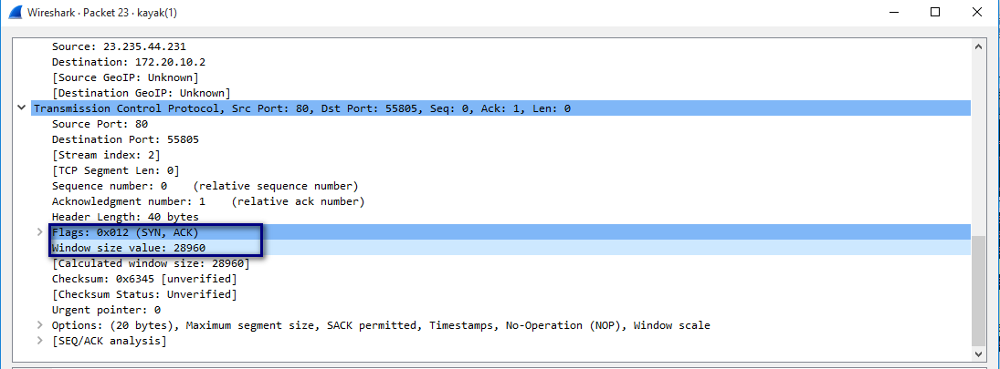 Wireshark · Packet 23 · kayak(1)
Source: 23.235.44.231
Destination: 172.20.10.2
[Source GeoIP: Unknown]
[Destination GeoIP: Unknown]
Transmission Control Protocol, Src Port: 80, Dst Port: 55805, Seq: 0, Ack: 1, Len: 0
Source Port: 80
Destination Port: 55805
[Stream index: 2]
[TCP Segment Len: 0]
Sequence number: 0    (relative sequence number)
Acknowledgment number: 1    (relative ack number)
Header Length: 40 bytes
Flags: 0x012 (SYN, ACK)
Window size value: 28960
[Calculated window size: 28960]
Checksum: 0x6345 [unverified]
[Checksum Status: Unverified]
Urgent pointer: 0
Options: (20 bytes), Maximum segment size, SACK permitted, Timestamps, No-Operation (NOP), Window scale
[SEQ/ACK analysis]